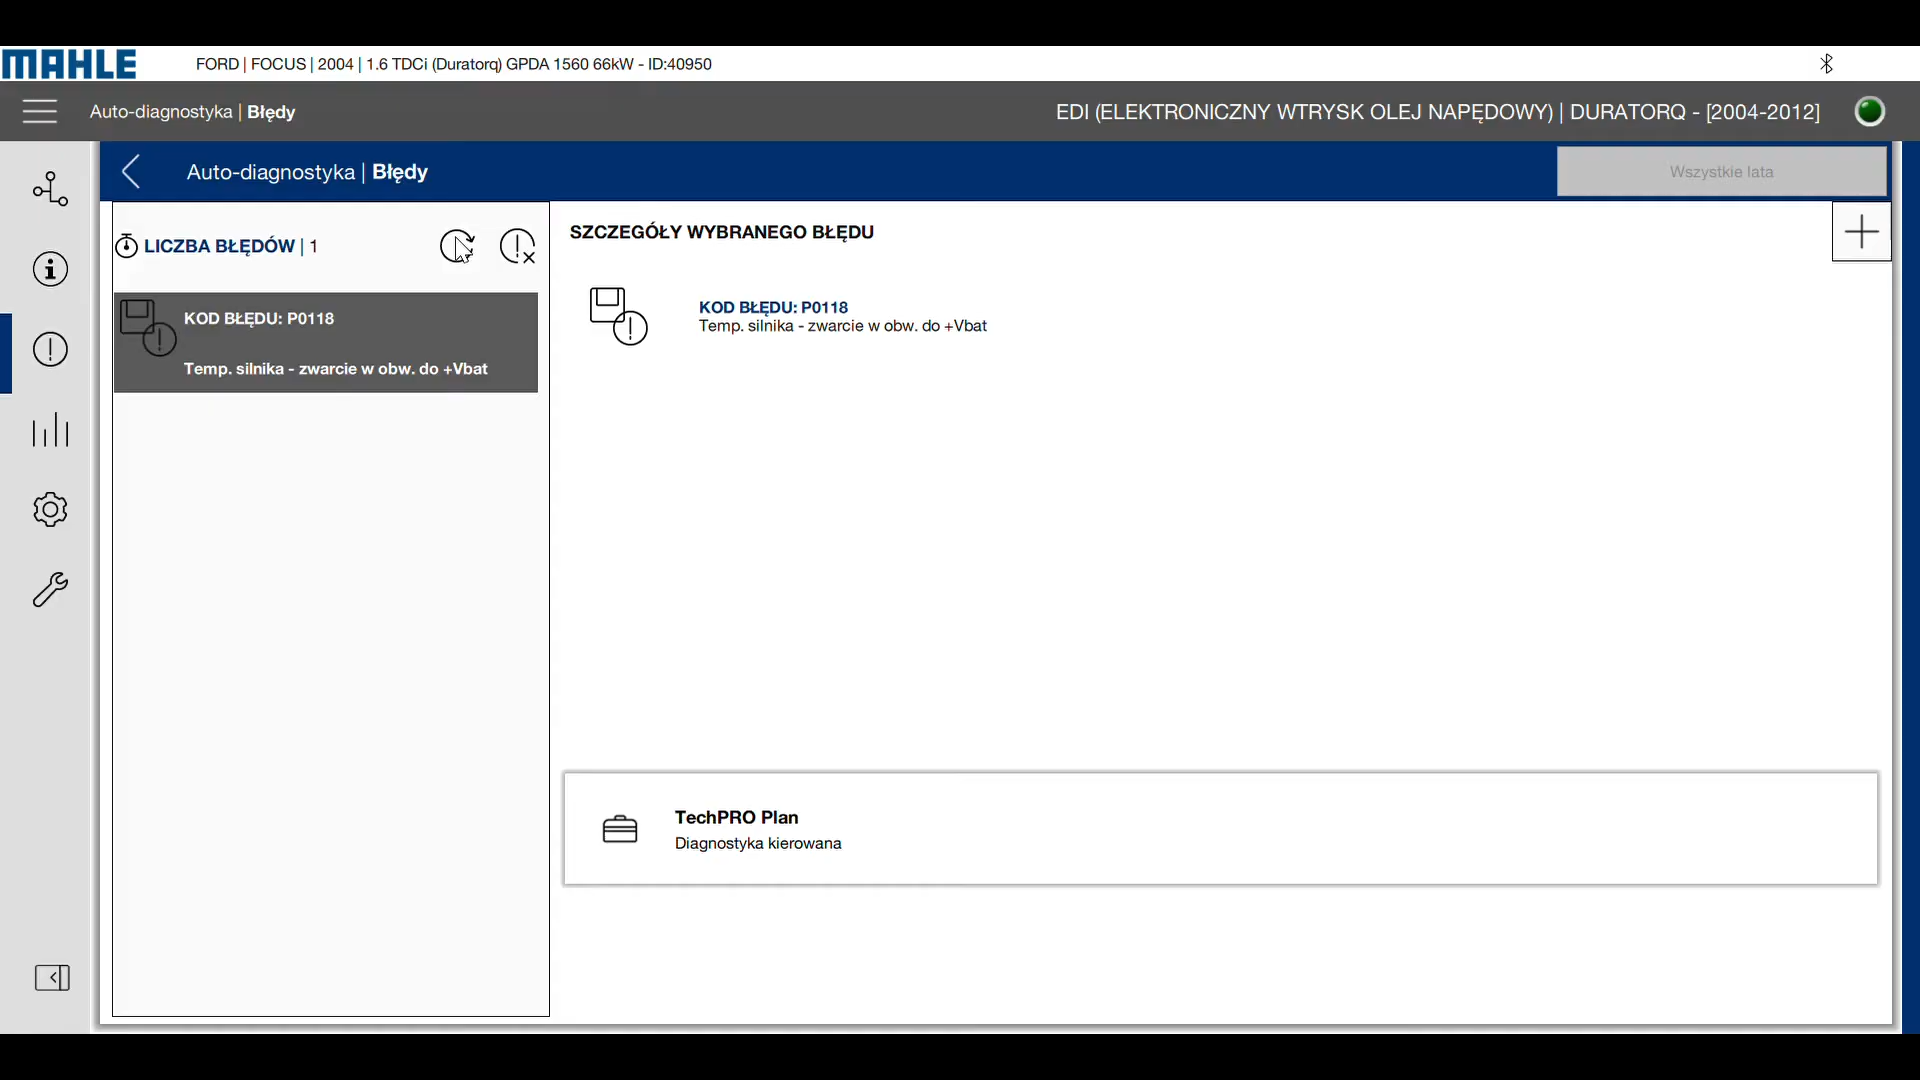 MAHLE
FORD | FOCUS | 2004 | 1.6 TDCi (Duratorq) GPDA 1560 66kW - ID:40950
Auto-diagnostyka | Błędy
EDI (ELEKTRONICZNY WTRYSK OLEJ NAPĘDOWY) | DURATORQ - [2004-2012]
Auto-diagnostyka | Błędy
Wszystkie lata
LICZBA BŁĘDÓW | 1
SZCZEGÓŁY WYBRANEGO BŁĘDU
KOD BŁĘDU: P0118
Temp. silnika - zwarcie w obw. do +Vbat
KOD BŁĘDU: P0118
Temp. silnika - zwarcie w obw. do +Vbat
TechPRO Plan
Diagnostyka kierowana